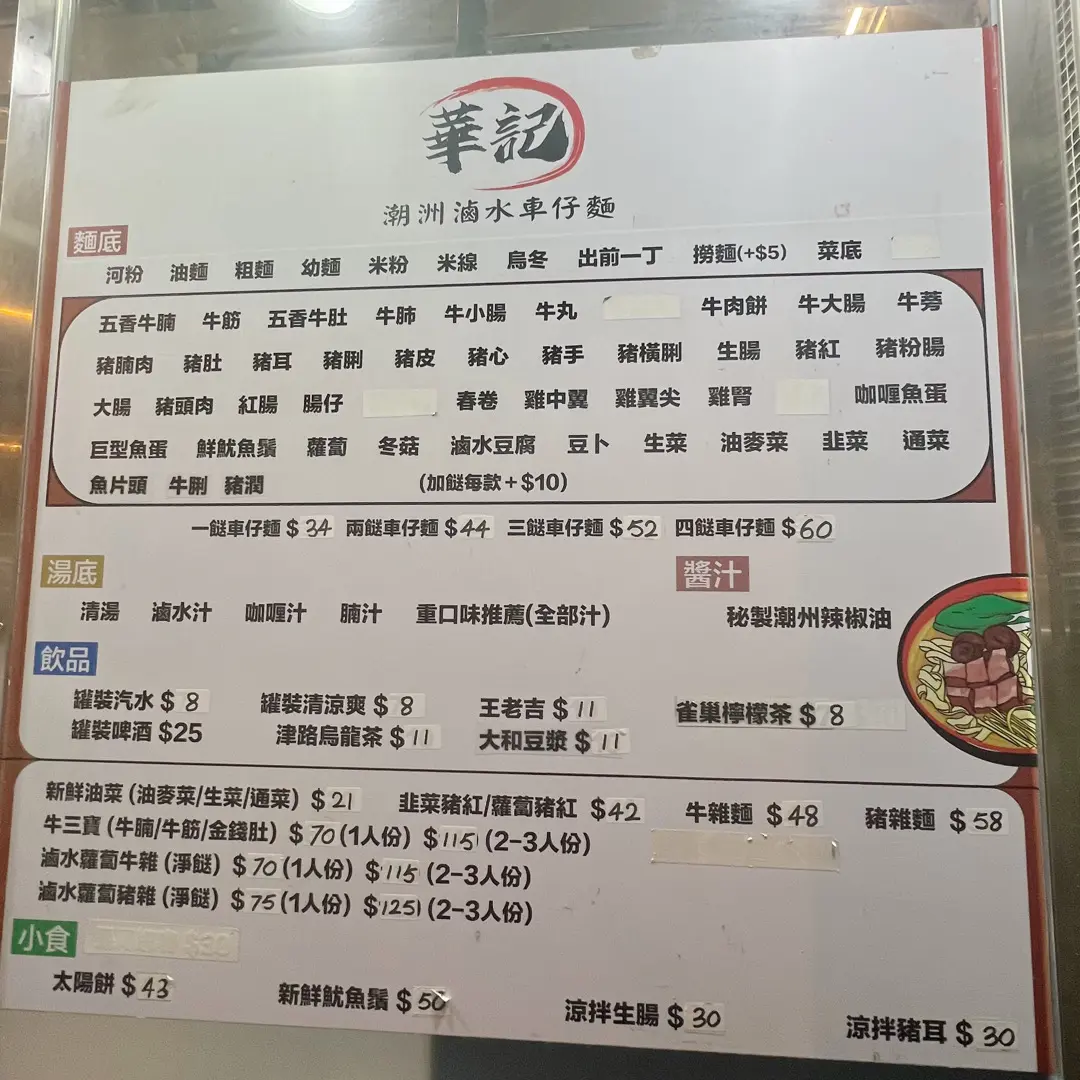 華記
潮洲滷水車仔麵
麵底
河粉 油麵 粗麵 幼麵 米粉 米線 烏冬 出前一丁 撈麵(+$5) 菜底
五香牛腩 牛筋 五香牛肚 牛肺 牛小腸 牛丸 牛肉餅 牛大腸 牛蒡
豬腩肉 豬肚 豬耳 豬脷 豬皮 豬心 豬手 豬橫脷 生腸 豬紅 豬粉腸
大腸 豬頭肉 紅腸 腸仔 春卷 雞中翼 雞翼尖 雞腎 咖喱魚蛋
巨型魚蛋 鮮魷魚鬚 蘿蔔 冬菇 滷水豆腐 豆卜 生菜 油麥菜 韭菜 通菜
魚片頭 牛脷 豬潤 (加餸每款+$10)
一餸車仔麵 $34 兩餸車仔麵 $44 三餸車仔麵 $52 四餸車仔麵 $60
湯底 醬汁
清湯 滷水汁 咖喱汁 腩汁 重口味推薦(全部汁) 秘製潮州辣椒油
飲品
罐裝汽水 $8 罐裝清涼爽 $8 王老吉 $11 雀巢檸檬茶 $8
罐裝啤酒 $25 津路烏龍茶 $11 大和豆漿 $11
新鮮油菜 (油麥菜/生菜/通菜) $21 韭菜豬紅/蘿蔔豬紅 $42 牛雜麵 $48 豬雜麵 $58
牛三寶 (牛腩/牛筋/金錢肚) $70 (1人份) $115 (2-3人份)
滷水蘿蔔牛雜 (淨餸) $70 (1人份) $115 (2-3人份)
滷水蘿蔔豬雜 (淨餸) $75 (1人份) $125 (2-3人份)
小食
太陽餅 $43 新鮮魷魚鬚 $50 涼拌生腸 $30 涼拌豬耳 $30